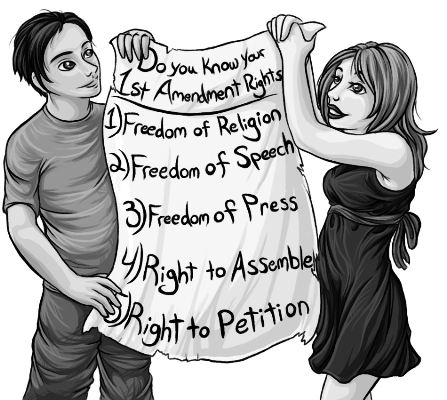 Do you know your
1st Amendment Rights
1) Freedom of Religion
2) Freedom of Speech
3) Freedom of Press
4) Right to Assemble
5) Right to Petition